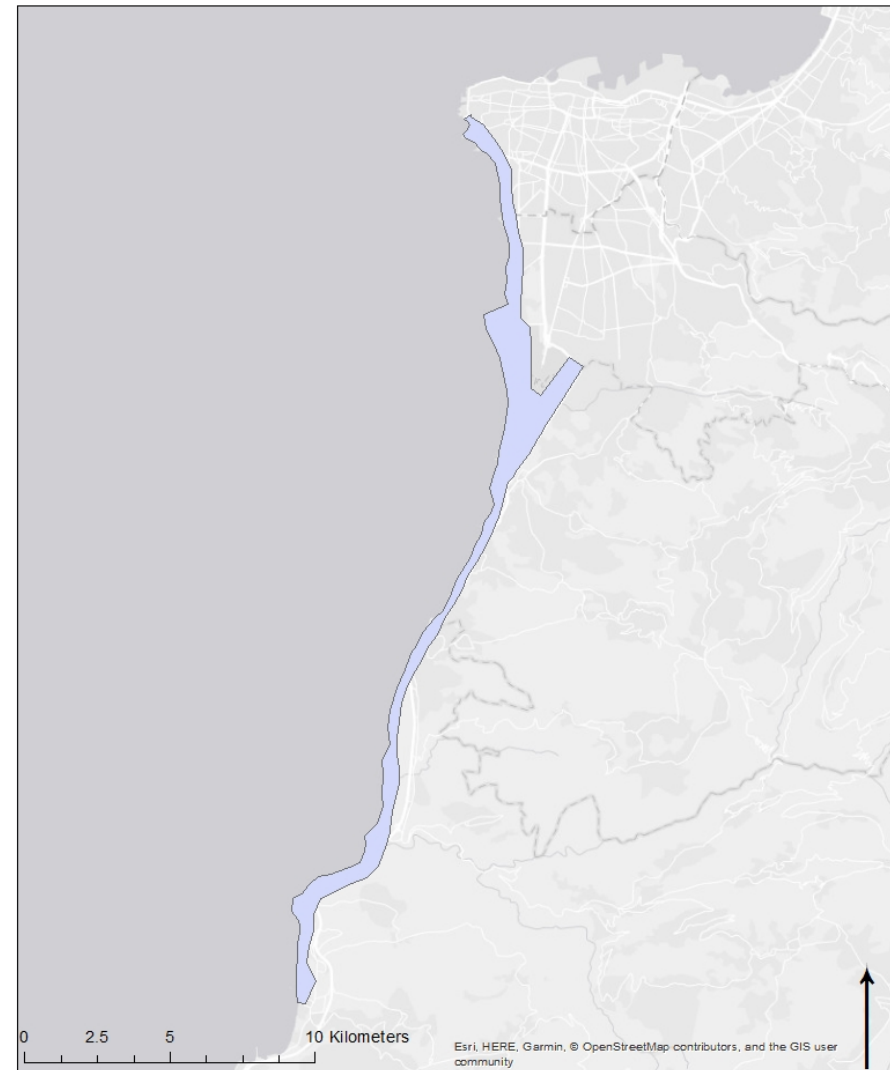 0 2.5 5 10 Kilometers
Esri, HERE, Garmin, © OpenStreetMap contributors, and the GIS user
community